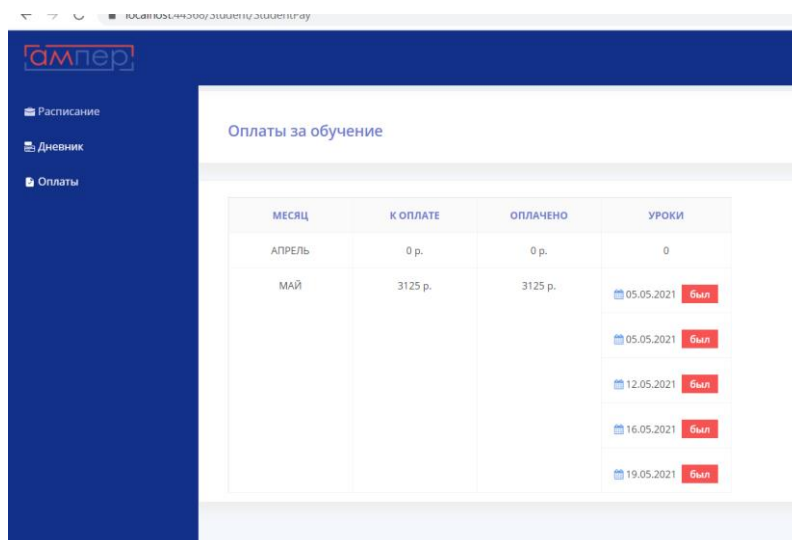 localhost:44368/Student/StudentPay
ампер
Расписание
Дневник
Оплаты
Оплаты за обучение
МЕСЯЦ К ОПЛАТЕ ОПЛАЧЕНО УРОКИ
АПРЕЛЬ 0 р. 0 р. 0
МАЙ 3125 р. 3125 р. 05.05.2021 был
05.05.2021 был
12.05.2021 был
16.05.2021 был
19.05.2021 был